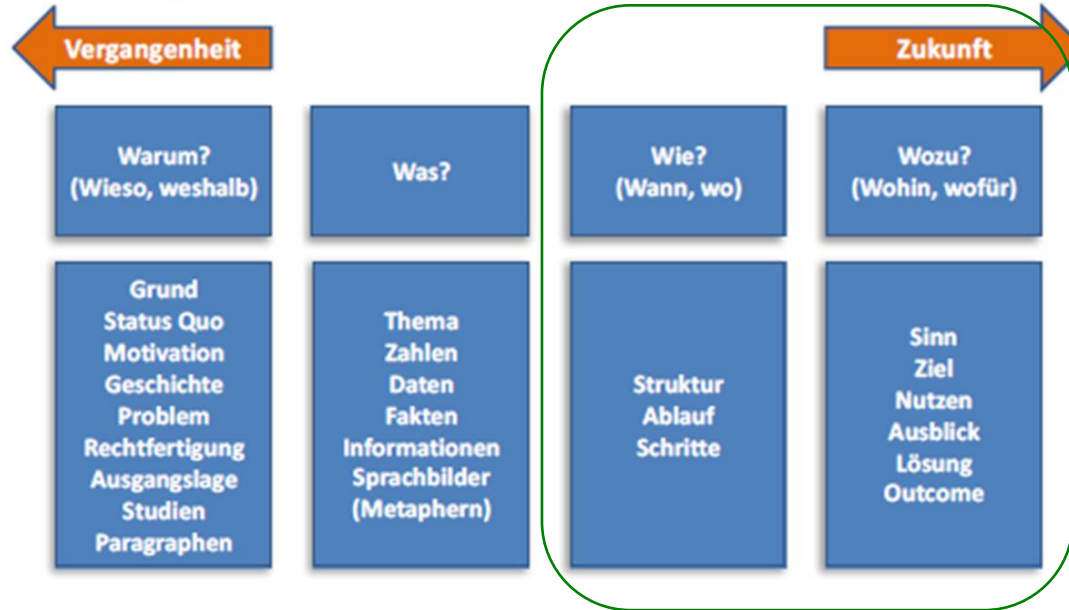 Vergangenheit
Zukunft
Warum?
(Wieso, weshalb)
Was?
Wie?
(Wann, wo)
Wozu?
(Wohin, wofür)
Grund
Status Quo
Motivation
Geschichte
Problem
Rechtfertigung
Ausgangslage
Studien
Paragraphen
Thema
Zahlen
Daten
Fakten
Informationen
Sprachbilder
(Metaphern)
Struktur
Ablauf
Schritte
Sinn
Ziel
Nutzen
Ausblick
Lösung
Outcome